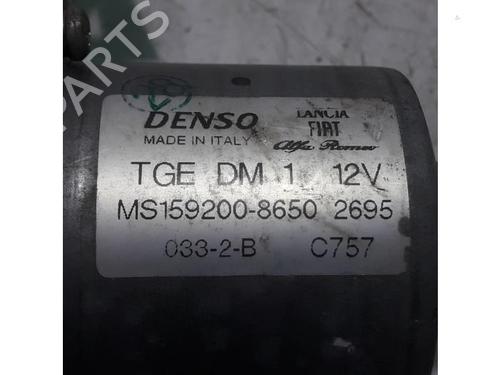 DENSO
MADE IN ITALY
LANCIA
FIAT
Alfa Romeo
TGE DM 1 12V
MS159200-8650 2695
033-2-B C757
PARTS